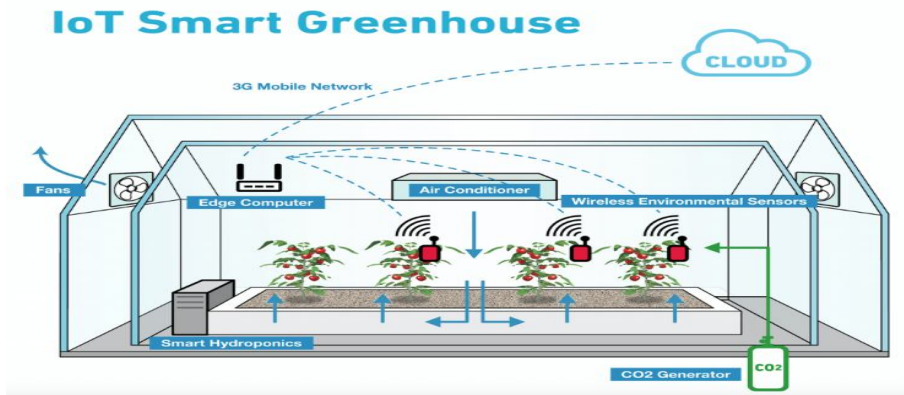 IoT Smart Greenhouse
CLOUD
3G Mobile Network
Fans
Edge Computer
Air Conditioner
Wireless Environmental Sensors
Smart Hydroponics
CO2 Generator
CO2